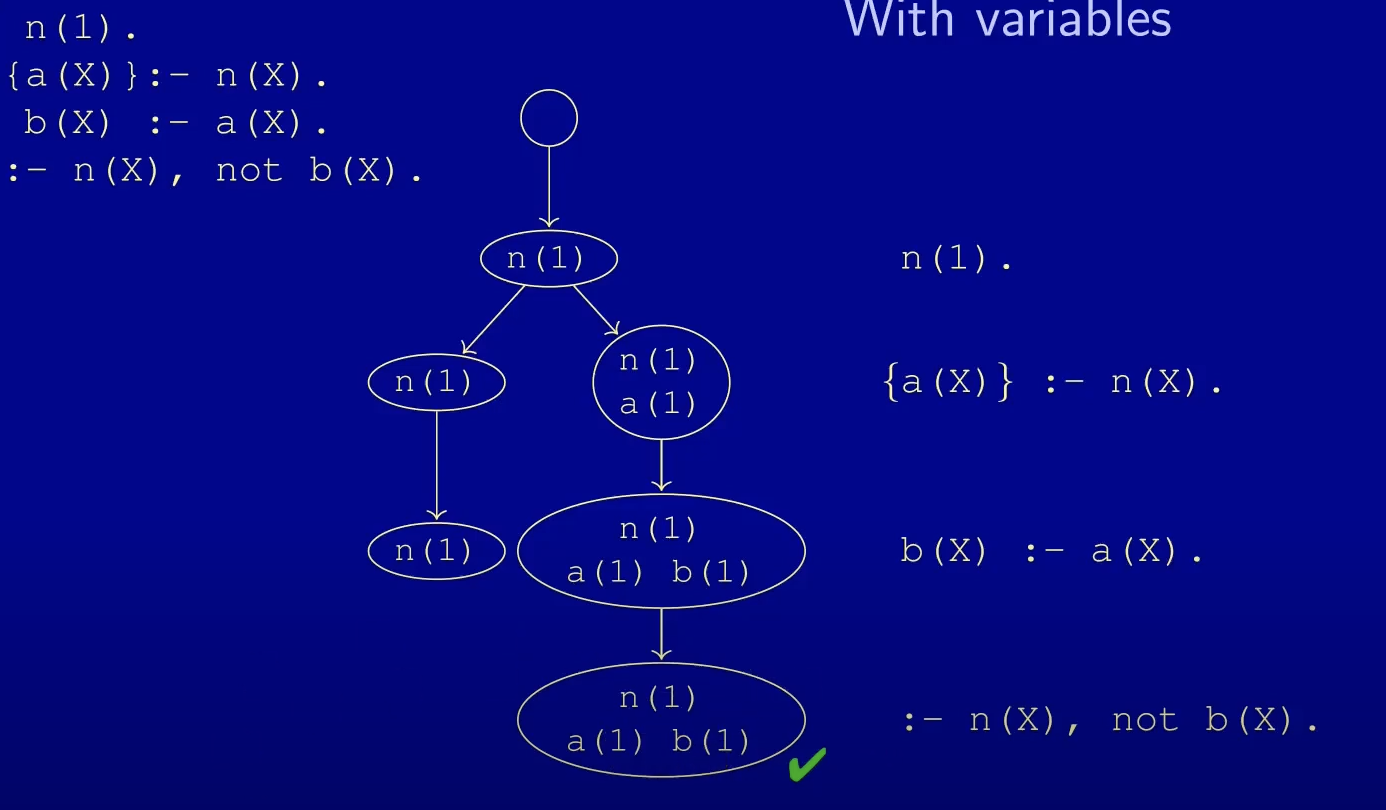 With variables
n(1).
{a(X)}:- n(X).
b(X) :- a(X).
:- n(X), not b(X).
n(1)
n(1).
n(1)
n(1)
a(1)
{a(X)} :- n(X).
n(1)
n(1)
a(1) b(1)
b(X) :- a(X).
n(1)
a(1) b(1)
:- n(X), not b(X).